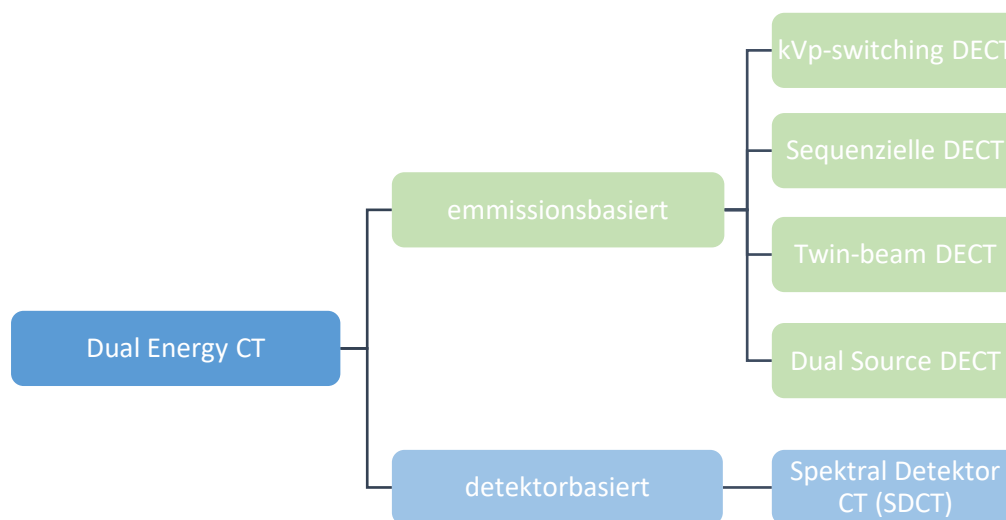 kVp-switching DECT
Sequenzielle DECT
emmissionsbasiert
Twin-beam DECT
Dual Energy CT
Dual Source DECT
detektorbasiert
Spektral Detektor
CT (SDCT)